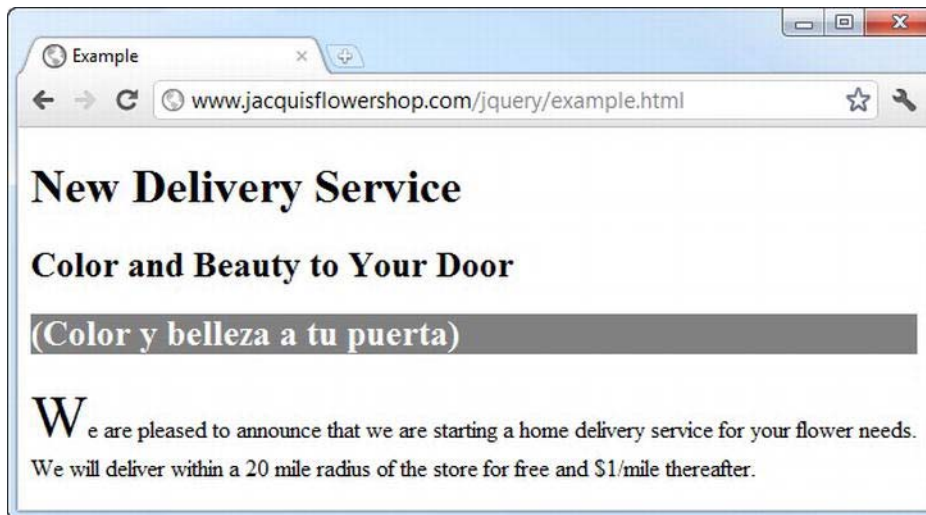 Example
www.jacquisflowershop.com/jquery/example.html
New Delivery Service
Color and Beauty to Your Door
(Color y belleza a tu puerta)
We are pleased to announce that we are starting a home delivery service for your flower needs.
We will deliver within a 20 mile radius of the store for free and $1/mile thereafter.